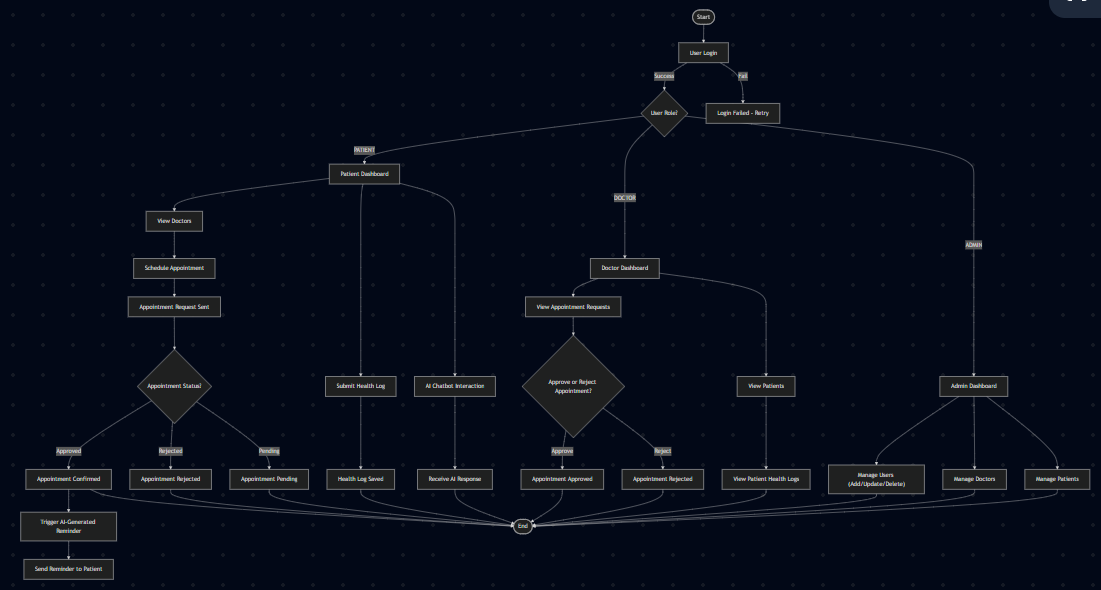 Start
User Login
Success
Fail
User Role?
Login Failed - Retry
PATIENT
Patient Dashboard
DOCTOR
View Doctors
ADMIN
Schedule Appointment
Doctor Dashboard
Appointment Request Sent
View Appointment Requests
Appointment Status?
Submit Health Log
AI Chatbot Interaction
Approve or Reject
Appointment?
View Patients
Admin Dashboard
Approved
Rejected
Pending
Approve
Reject
Appointment Confirmed
Appointment Rejected
Appointment Pending
Health Log Saved
Receive AI Response
Appointment Approved
Appointment Rejected
View Patient Health Logs
Manage Users
(Add/Update/Delete)
Manage Doctors
Manage Patients
Trigger AI-Generated
Reminder
End
Send Reminder to Patient